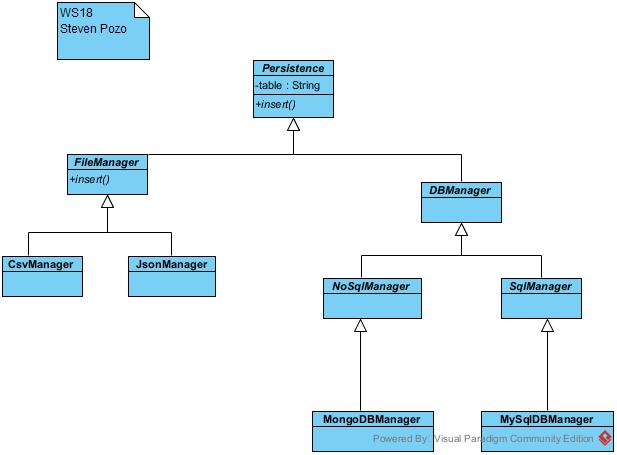 WS18
Steven Pozo
Persistence
-table : String
+insert()
FileManager
+insert()
DBManager
CsvManager
JsonManager
NoSqlManager
SqlManager
MongoDBManager
MySqlDBManager
Powered By Visual Paradigm Community Edition